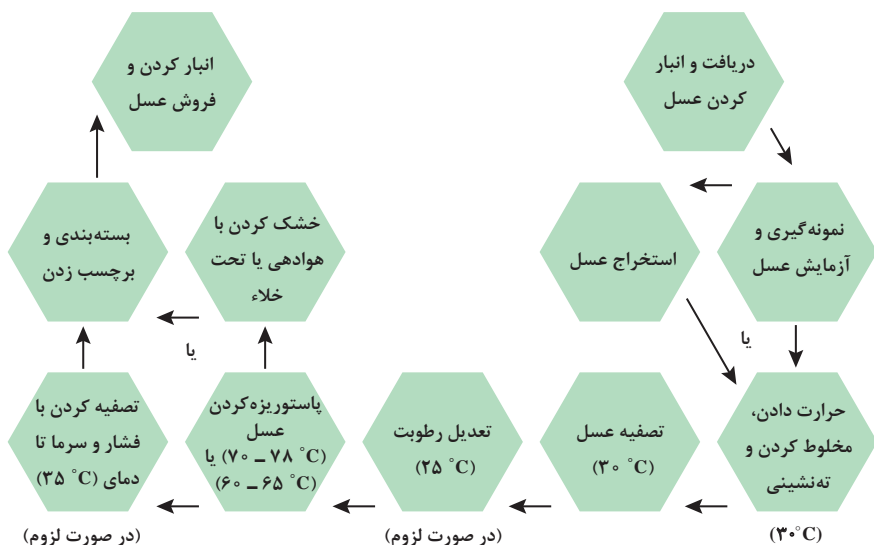 دریافت و انبار
کردن عسل
نمونه‌گیری و
آزمایش عسل
استخراج عسل
یا
حرارت دادن،
مخلوط کردن و
ته‌نشینی
(۳۰°C)
تصفیه عسل
(۳۰ °C)
تعدیل رطوبت
(۲۵ °C)
(در صورت لزوم)
پاستوریزه‌کردن
عسل
(۷۰ – ۷۸ °C) یا
(۶۰ – ۶۵ °C)
خشک کردن با
هوادهی یا تحت
خلاء
یا
تصفیه کردن با
فشار و سرما تا
دمای (۳۵ °C)
(در صورت لزوم)
بسته‌بندی و
برچسب زدن
انبار کردن و
فروش عسل